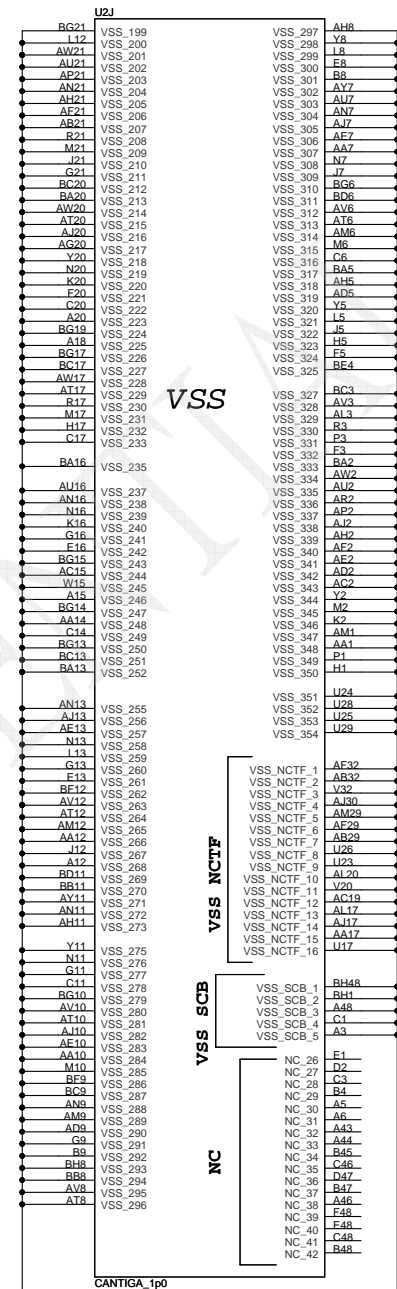 U2J
BG21 VSS_199
L12 VSS_200
AW21 VSS_201
AU21 VSS_202
AP21 VSS_203
AN21 VSS_204
AH21 VSS_205
AF21 VSS_206
AB21 VSS_207
R21 VSS_208
M21 VSS_209
J21 VSS_210
G21 VSS_211
BC20 VSS_212
BA20 VSS_213
AW20 VSS_214
AT20 VSS_215
AJ20 VSS_216
AG20 VSS_217
Y20 VSS_218
N20 VSS_219
K20 VSS_220
F20 VSS_221
C20 VSS_222
A20 VSS_223
BG19 VSS_224
A18 VSS_225
BG17 VSS_226
BC17 VSS_227
AW17 VSS_228
AT17 VSS_229
R17 VSS_230
M17 VSS_231
H17 VSS_232
C17 VSS_233
BA16 VSS_235
AU16 VSS_237
AN16 VSS_238
N16 VSS_239
K16 VSS_240
G16 VSS_241
E16 VSS_242
BG15 VSS_243
AC15 VSS_244
W15 VSS_245
A15 VSS_246
BG14 VSS_247
AA14 VSS_248
C14 VSS_249
BG13 VSS_250
BC13 VSS_251
BA13 VSS_252
AN13 VSS_255
AJ13 VSS_256
AE13 VSS_257
N13 VSS_258
L13 VSS_259
G13 VSS_260
E13 VSS_261
BF12 VSS_262
AV12 VSS_263
AT12 VSS_264
AM12 VSS_265
AA12 VSS_266
J12 VSS_267
A12 VSS_268
BD11 VSS_269
BB11 VSS_270
AY11 VSS_271
AN11 VSS_272
AH11 VSS_273
Y11 VSS_275
N11 VSS_276
G11 VSS_277
C11 VSS_278
BG10 VSS_279
AV10 VSS_280
AT10 VSS_281
AJ10 VSS_282
AE10 VSS_283
AA10 VSS_284
M10 VSS_285
BF9 VSS_286
BC9 VSS_287
AN9 VSS_288
AM9 VSS_289
AD9 VSS_290
G9 VSS_291
B9 VSS_292
BH8 VSS_293
BB8 VSS_294
AV8 VSS_295
AT8 VSS_296
VSS
VSS_297 AH8
VSS_298 Y8
VSS_299 L8
VSS_300 E8
VSS_301 B8
VSS_302 AY7
VSS_303 AU7
VSS_304 AN7
VSS_305 AJ7
VSS_306 AE7
VSS_307 AA7
VSS_308 N7
VSS_309 J7
VSS_310 BG6
VSS_311 BD6
VSS_312 AV6
VSS_313 AT6
VSS_314 AM6
VSS_315 M6
VSS_316 C6
VSS_317 BA5
VSS_318 AH5
VSS_319 AD5
VSS_320 Y5
VSS_321 L5
VSS_322 J5
VSS_323 H5
VSS_324 F5
VSS_325 BE4
VSS_327 BC3
VSS_328 AV3
VSS_329 AL3
VSS_330 R3
VSS_331 P3
VSS_332 F3
VSS_333 BA2
VSS_334 AW2
VSS_335 AU2
VSS_336 AR2
VSS_337 AP2
VSS_338 AJ2
VSS_339 AH2
VSS_340 AF2
VSS_341 AE2
VSS_342 AD2
VSS_343 AC2
VSS_344 Y2
VSS_345 M2
VSS_346 K2
VSS_347 AM1
VSS_348 AA1
VSS_349 P1
VSS_350 H1
VSS_351 U24
VSS_352 U28
VSS_353 U25
VSS_354 U29
VSS NCTF
VSS_NCTF_1 AF32
VSS_NCTF_2 AB32
VSS_NCTF_3 V32
VSS_NCTF_4 AJ30
VSS_NCTF_5 AM29
VSS_NCTF_6 AF29
VSS_NCTF_7 AB29
VSS_NCTF_8 U26
VSS_NCTF_9 U23
VSS_NCTF_10 AL20
VSS_NCTF_11 V20
VSS_NCTF_12 AC19
VSS_NCTF_13 AL17
VSS_NCTF_14 AJ17
VSS_NCTF_15 AA17
VSS_NCTF_16 U17
VSS SCB
VSS_SCB_1 BH48
VSS_SCB_2 BH1
VSS_SCB_3 A48
VSS_SCB_4 C1
VSS_SCB_5 A3
NC
NC_26 E1
NC_27 D2
NC_28 C3
NC_29 B4
NC_30 A5
NC_31 A6
NC_32 A43
NC_33 A44
NC_34 B45
NC_35 C46
NC_36 D47
NC_37 B47
NC_38 A46
NC_39 F48
NC_40 E48
NC_41 C48
NC_42 B48
CANTIGA_1p0